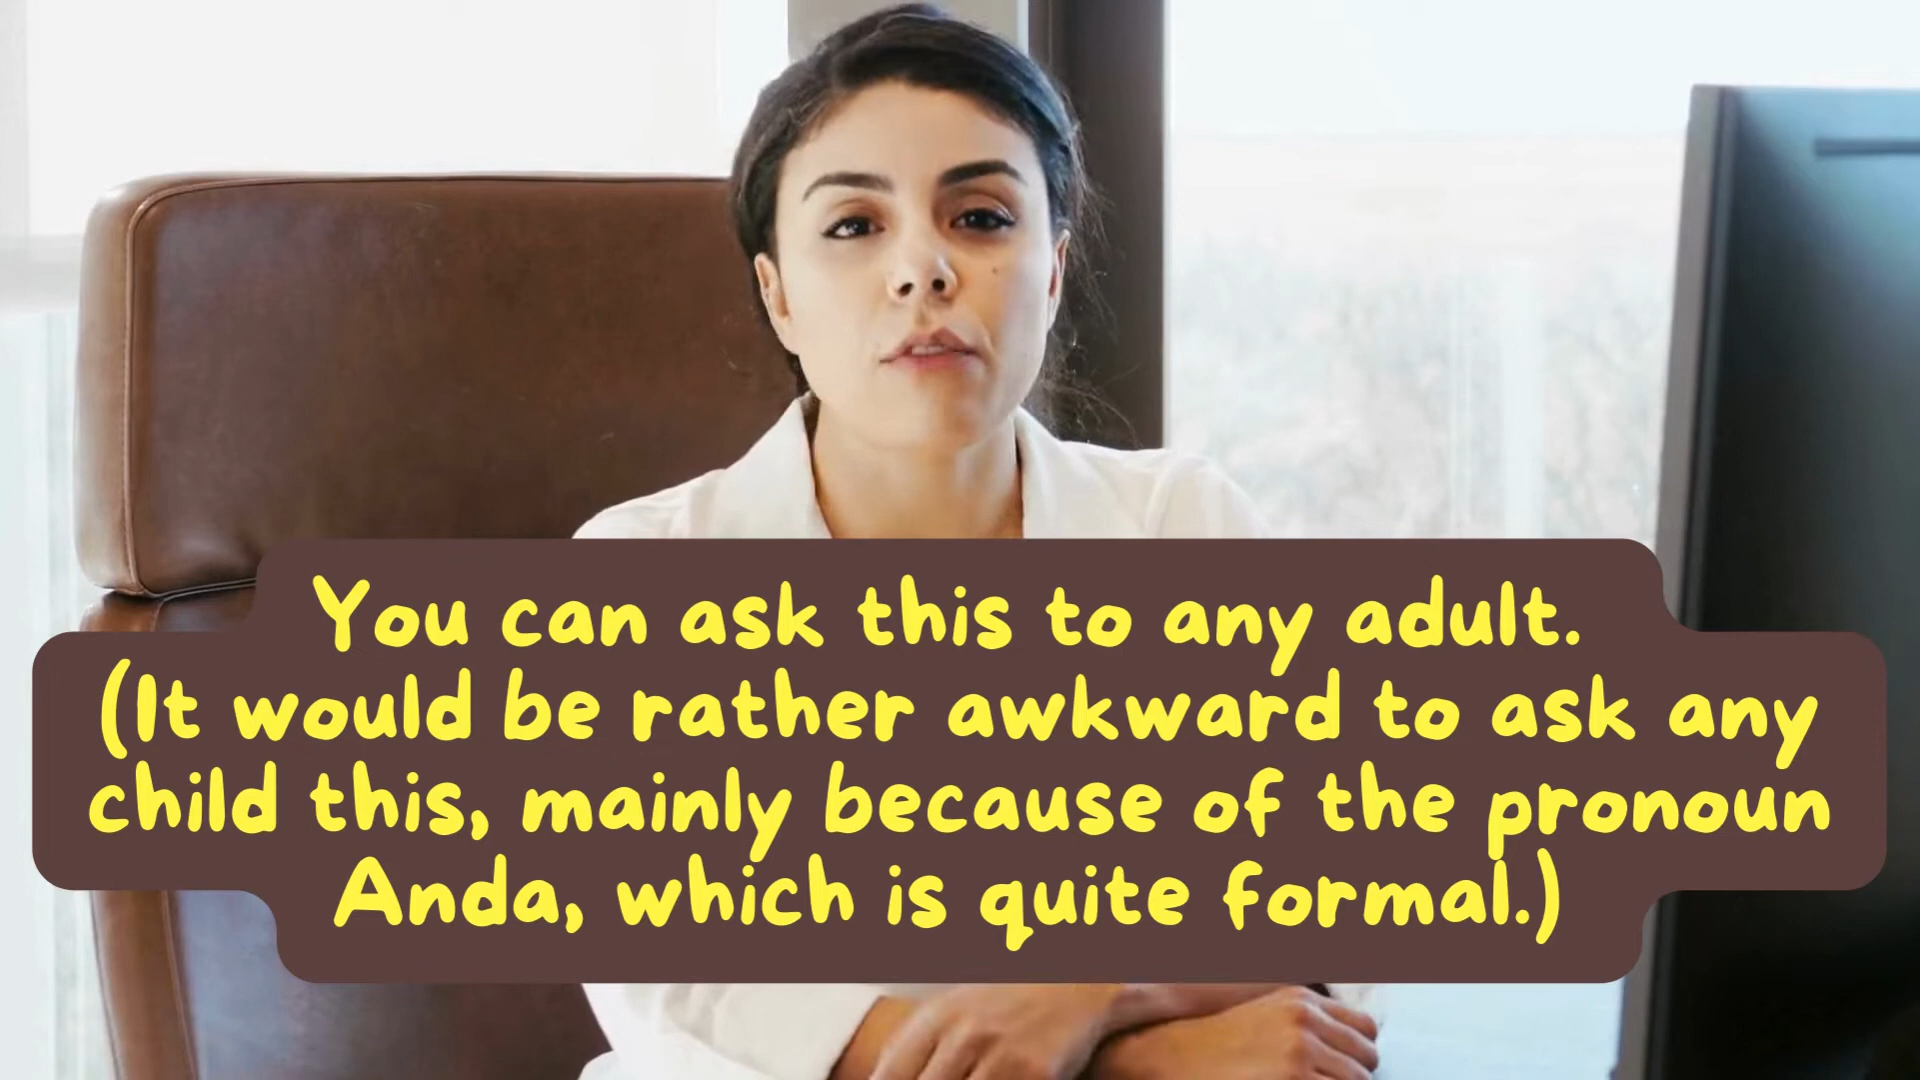 You can ask this to any adult.
(It would be rather awkward to ask any
child this, mainly because of the pronoun
Anda, which is quite formal.)